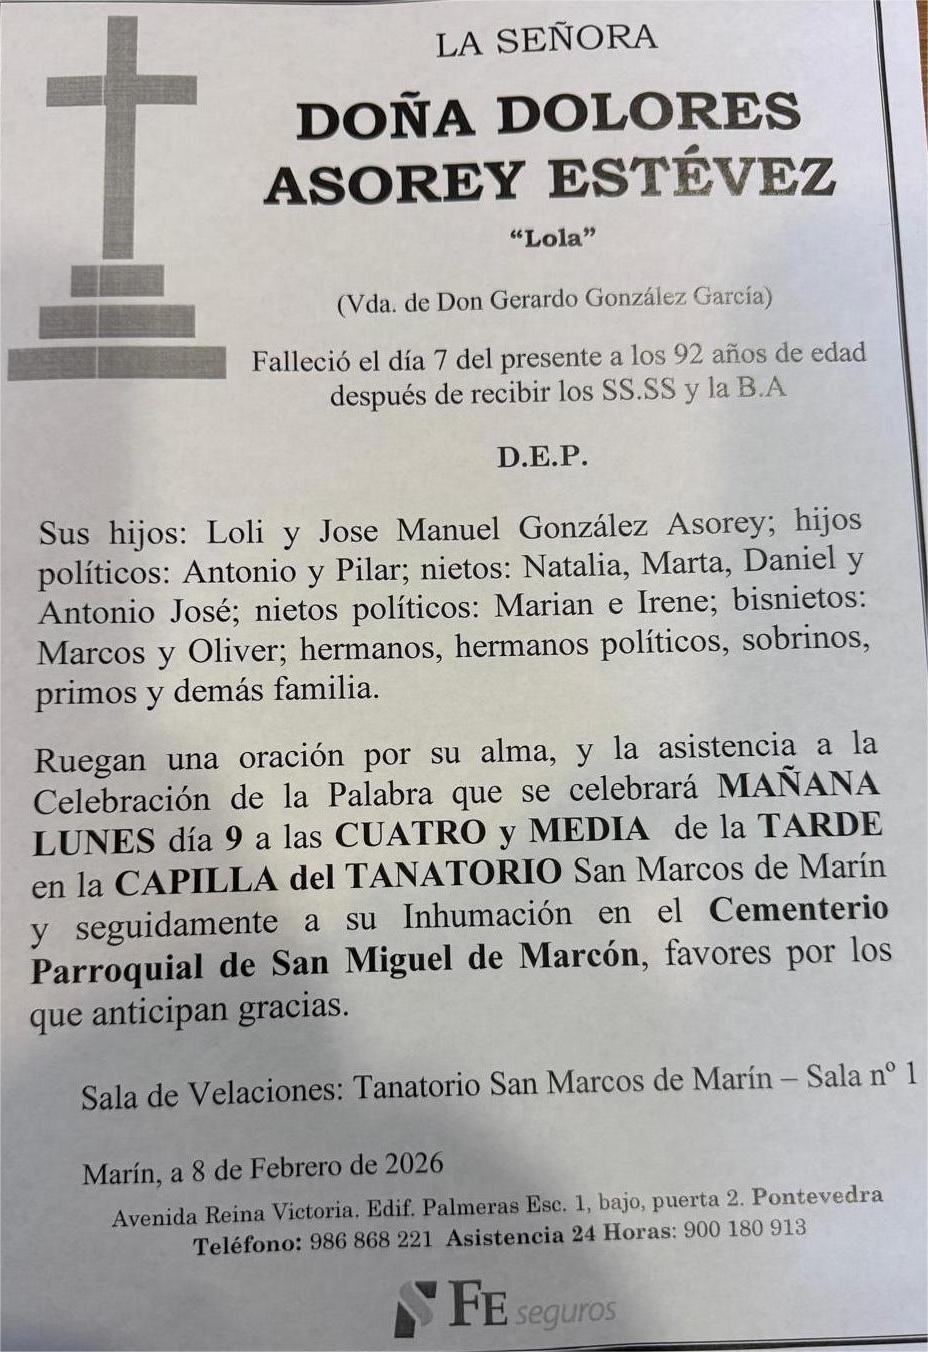 LA SEÑORA
DOÑA DOLORES
ASOREY ESTÉVEZ
“Lola”
(Vda. de Don Gerardo González García)
Falleció el día 7 del presente a los 92 años de edad
después de recibir los SS.SS y la B.A
D.E.P.
Sus hijos: Loli y Jose Manuel González Asorey; hijos
políticos: Antonio y Pilar; nietos: Natalia, Marta, Daniel y
Antonio José; nietos políticos: Marian e Irene; bisnietos:
Marcos y Oliver; hermanos, hermanos políticos, sobrinos,
primos y demás familia.
Ruegan una oración por su alma, y la asistencia a la
Celebración de la Palabra que se celebrará MAÑANA
LUNES día 9 a las CUATRO y MEDIA de la TARDE
en la CAPILLA del TANATORIO San Marcos de Marín
y seguidamente a su Inhumación en el Cementerio
Parroquial de San Miguel de Marcón, favores por los
que anticipan gracias.
Sala de Velaciones: Tanatorio San Marcos de Marín – Sala nº 1
Marín, a 8 de Febrero de 2026
Avenida Reina Victoria. Edif. Palmeras Esc. 1, bajo, puerta 2. Pontevedra
Teléfono: 986 868 221 Asistencia 24 Horas: 900 180 913
FE seguros